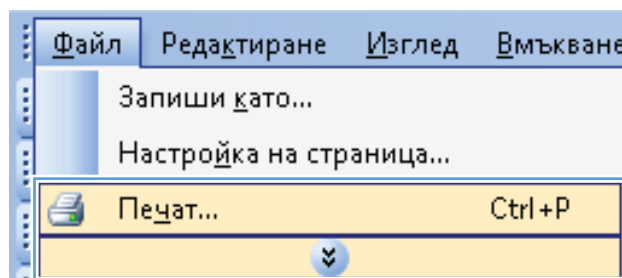 Файл Редактиране Изглед Вмъкване
Запиши като...
Настройка на страница...
Печат... Ctrl+P